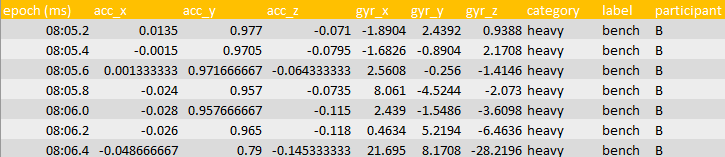 epoch (ms) acc_x acc_y acc_z gyr_x gyr_y gyr_z category label participant
08:05.2 0.0135 0.977 -0.071 -1.8904 2.4392 0.9388 heavy bench B
08:05.4 -0.0015 0.9705 -0.0795 -1.6826 -0.8904 2.1708 heavy bench B
08:05.6 0.001333333 0.971666667 -0.064333333 2.5608 -0.256 -1.4146 heavy bench B
08:05.8 -0.024 0.957 -0.0735 8.061 -4.5244 -2.073 heavy bench B
08:06.0 -0.028 0.957666667 -0.115 2.439 -1.5486 -3.6098 heavy bench B
08:06.2 -0.026 0.965 -0.118 0.4634 5.2194 -6.4636 heavy bench B
08:06.4 -0.048666667 0.79 -0.145333333 21.695 8.1708 -28.2196 heavy bench B